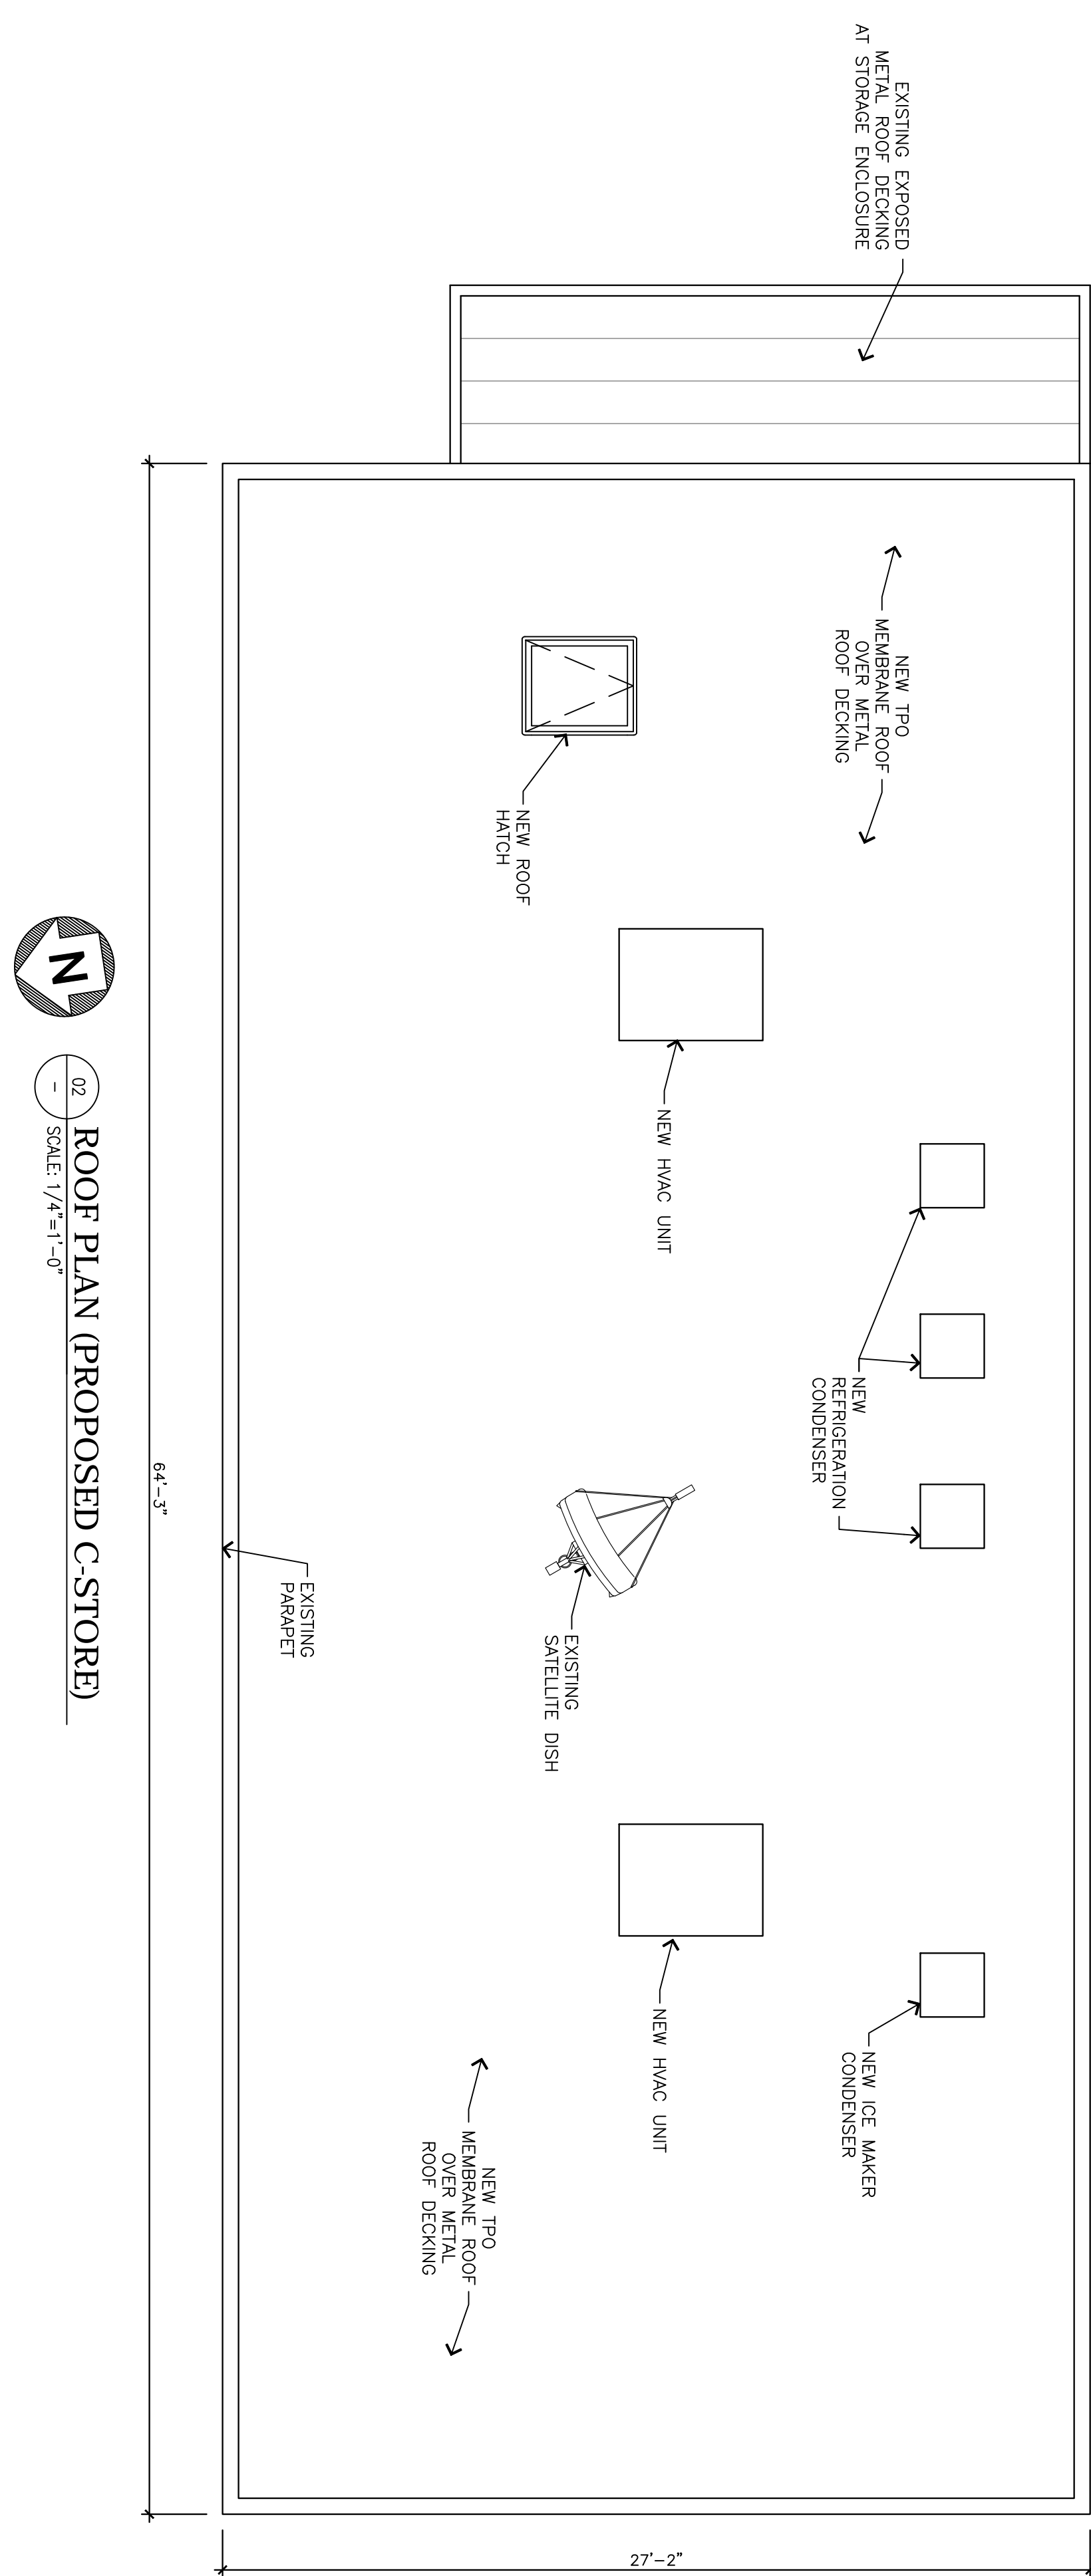 EXISTING EXPOSED
METAL ROOF DECKING
AT STORAGE ENCLOSURE
NEW TPO
MEMBRANE ROOF
OVER METAL
ROOF DECKING
NEW ROOF
HATCH
NEW HVAC UNIT
NEW
REFRIGERATION
CONDENSER
EXISTING
SATELLITE DISH
EXISTING
PARAPET
NEW HVAC UNIT
NEW ICE MAKER
CONDENSER
NEW TPO
MEMBRANE ROOF
OVER METAL
ROOF DECKING
27'-2"
64'-3"
N
02
-
ROOF PLAN (PROPOSED C-STORE)
SCALE: 1/4"=1'-0"